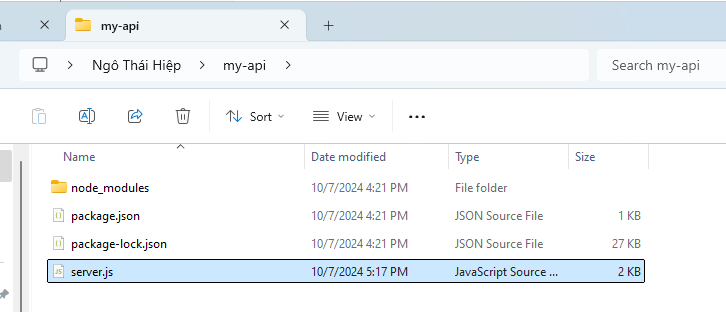 my-api
Ngô Thái Hiệp > my-api > Search my-api
Sort View
Name Date modified Type Size
node_modules 10/7/2024 4:21 PM File folder
package.json 10/7/2024 4:21 PM JSON Source File 1 KB
package-lock.json 10/7/2024 4:21 PM JSON Source File 27 KB
server.js 10/7/2024 5:17 PM JavaScript Source ... 2 KB